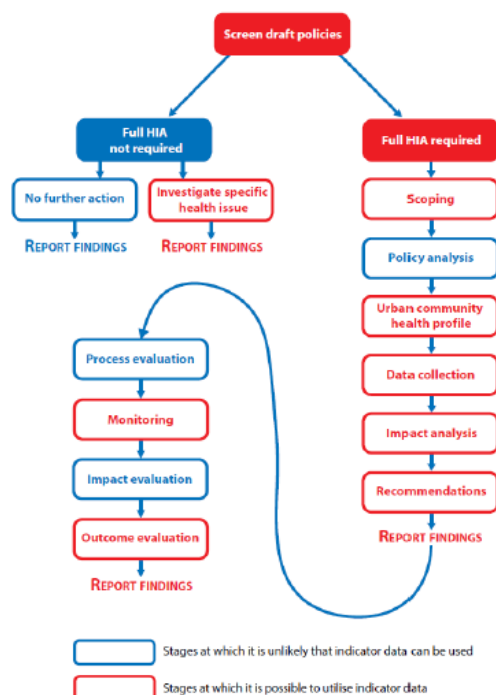 Screen draft policies
Full HIA
not required
Full HIA required
No further action
Investigate specific
health issue
REPORT FINDINGS
REPORT FINDINGS
Scoping
Policy analysis
Urban community
health profile
Data collection
Impact analysis
Recommendations
REPORT FINDINGS
Process evaluation
Monitoring
Impact evaluation
Outcome evaluation
REPORT FINDINGS
Stages at which it is unlikely that indicator data can be used
Stages at which it is possible to utilise indicator data